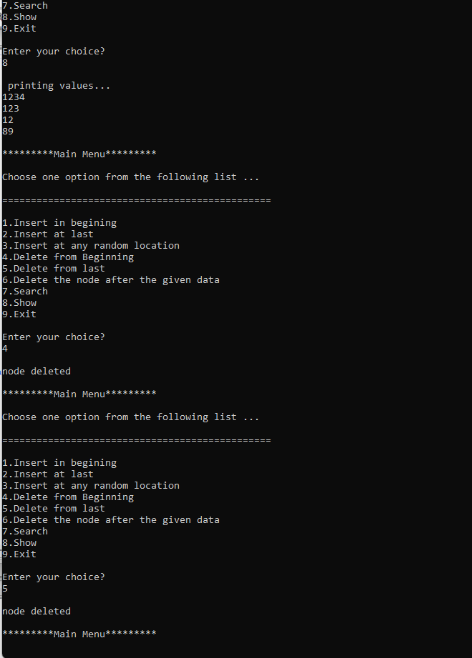 7.Search
8.Show
9.Exit
Enter your choice?
8
printing values...
1234
123
12
89
*********Main Menu*********
Choose one option from the following list ...
===============================================
1.Insert in begining
2.Insert at last
3.Insert at any random location
4.Delete from Beginning
5.Delete from last
6.Delete the node after the given data
7.Search
8.Show
9.Exit
Enter your choice?
4
node deleted
*********Main Menu*********
Choose one option from the following list ...
===============================================
1.Insert in begining
2.Insert at last
3.Insert at any random location
4.Delete from Beginning
5.Delete from last
6.Delete the node after the given data
7.Search
8.Show
9.Exit
Enter your choice?
5
node deleted
*********Main Menu*********